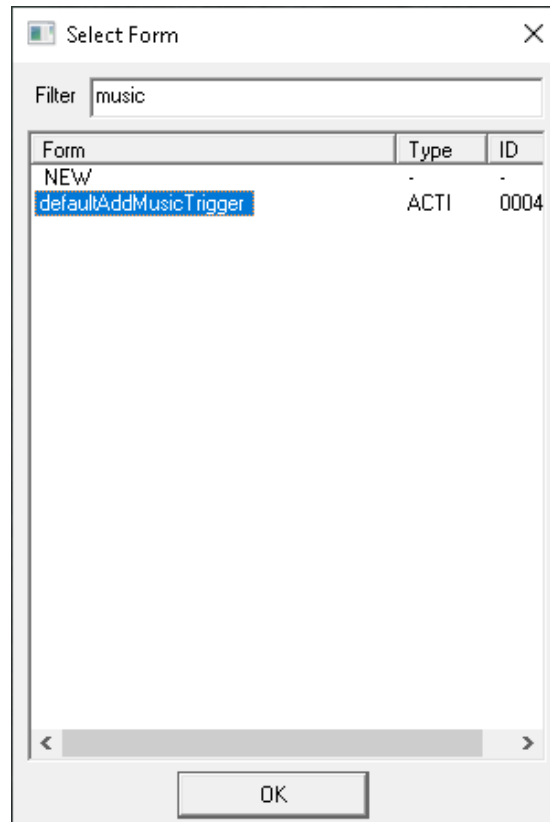 Select Form
Filter music
Form Type ID
NEW - -
defaultAddMusicTrigger ACTI 0004
OK